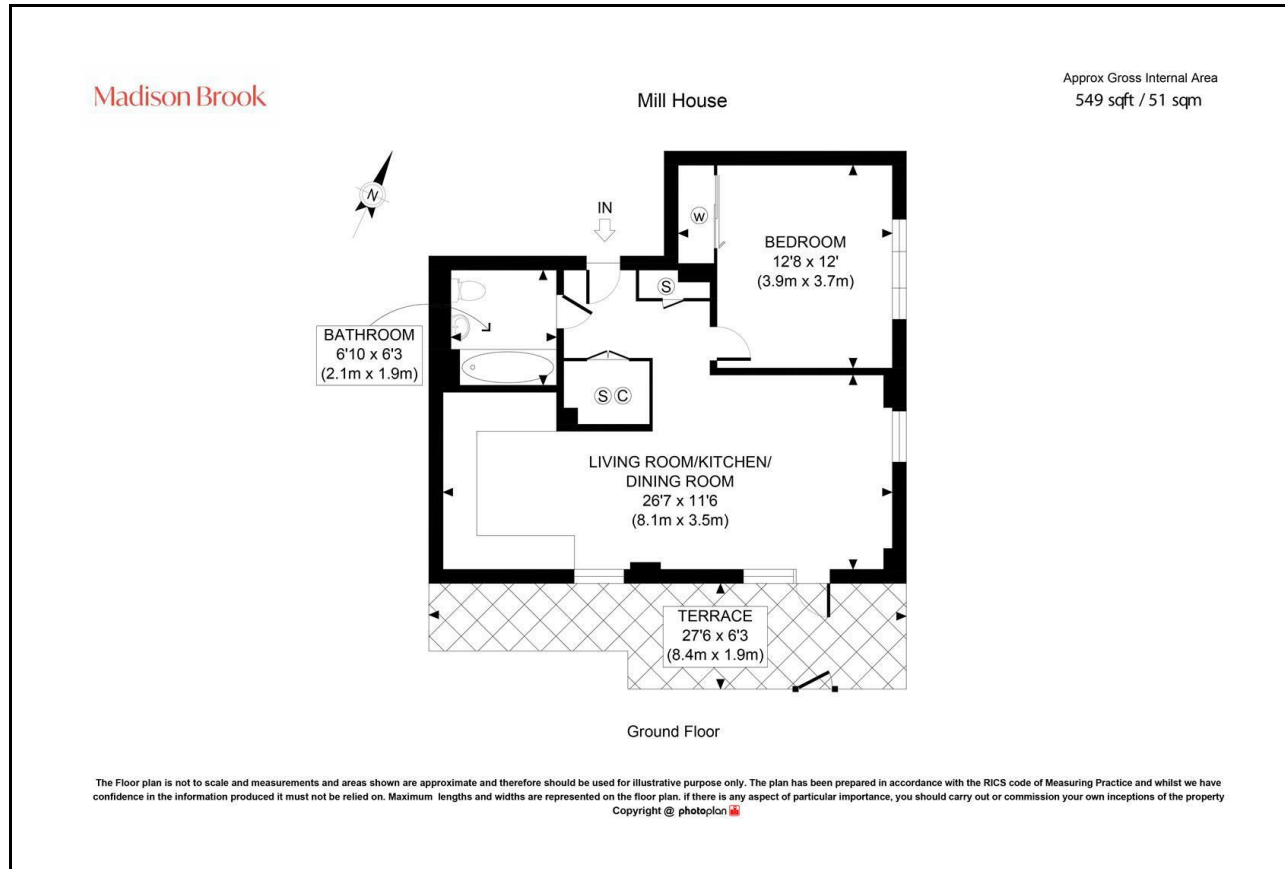 Madison Brook
Mill House
Approx Gross Internal Area
549 sqft / 51 sqm
N
IN
W
BEDROOM
12'8 x 12'
(3.9m x 3.7m)
S
BATHROOM
6'10 x 6'3
(2.1m x 1.9m)
S C
LIVING ROOM/KITCHEN/
DINING ROOM
26'7 x 11'6
(8.1m x 3.5m)
TERRACE
27'6 x 6'3
(8.4m x 1.9m)
Ground Floor
The Floor plan is not to scale and measurements and areas shown are approximate and therefore should be used for illustrative purpose only. The plan has been prepared in accordance with the RICS code of Measuring Practice and whilst we have
confidence in the information produced it must not be relied on. Maximum lengths and widths are represented on the floor plan. if there is any aspect of particular importance, you should carry out or commission your own inceptions of the property
Copyright @ photoplan